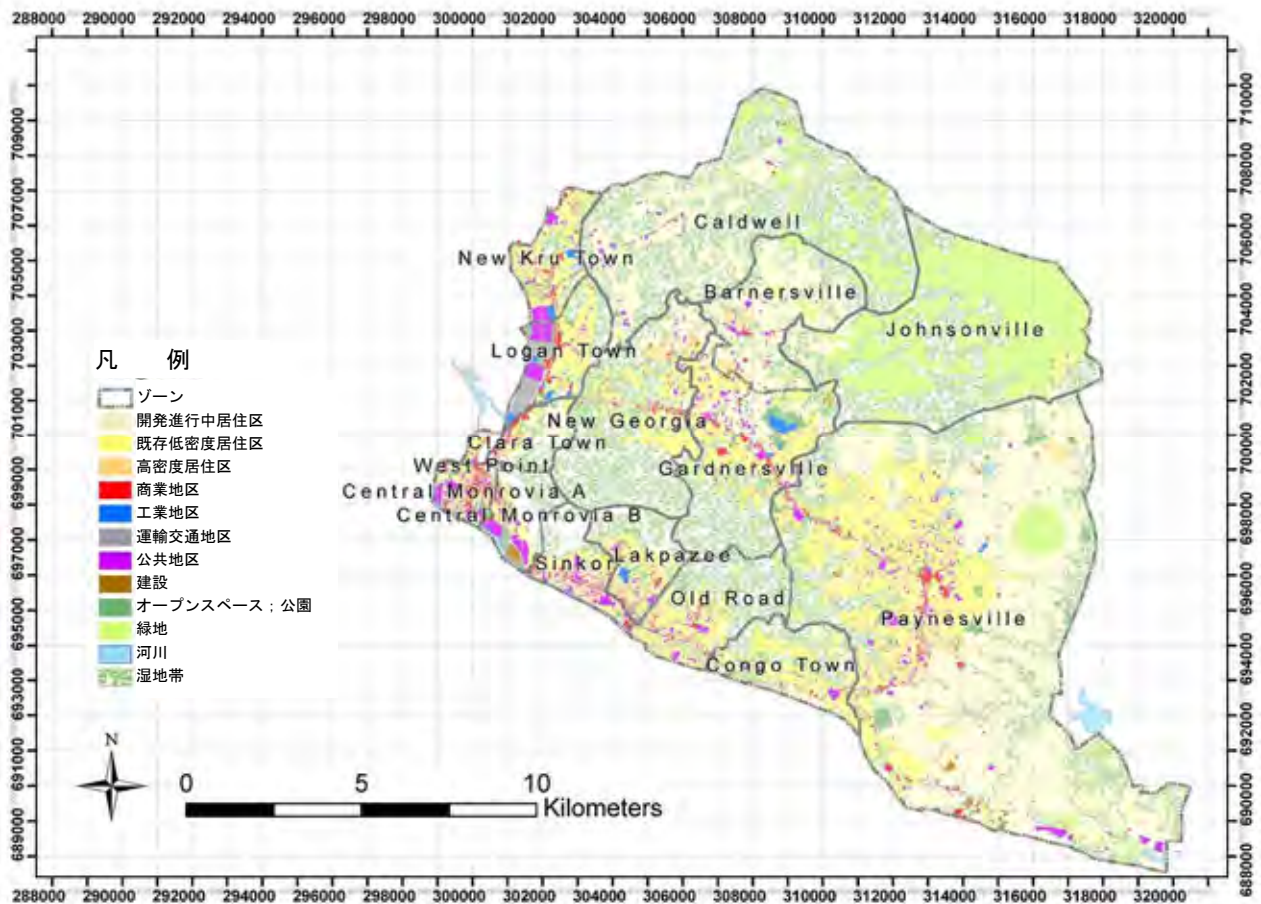 288000 290000 292000 294000 296000 298000 300000 302000 304000 306000 308000 310000 312000 314000 316000 318000 320000
709000
707000
705000
703000
701000
699000
697000
695000
693000
691000
689000
710000
708000
706000
704000
702000
700000
698000
696000
694000
692000
690000
688000
Caldwell
New Kru Town
Barnersville
Johnsonville
Logan Town
New Georgia
Clara Town
West Point
Gardnersville
Central Monrovia A
Central Monrovia B
Lakpazee
Sinkor
Old Road
Paynesville
Congo Town
凡 例
ゾーン
開発進行中居住区
既存低密度居住区
高密度居住区
商業地区
工業地区
運輸交通地区
公共地区
建設
オープンスペース；公園
緑地
河川
湿地帯
N
0 5 10
Kilometers
288000 290000 292000 294000 296000 298000 300000 302000 304000 306000 308000 310000 312000 314000 316000 318000 320000